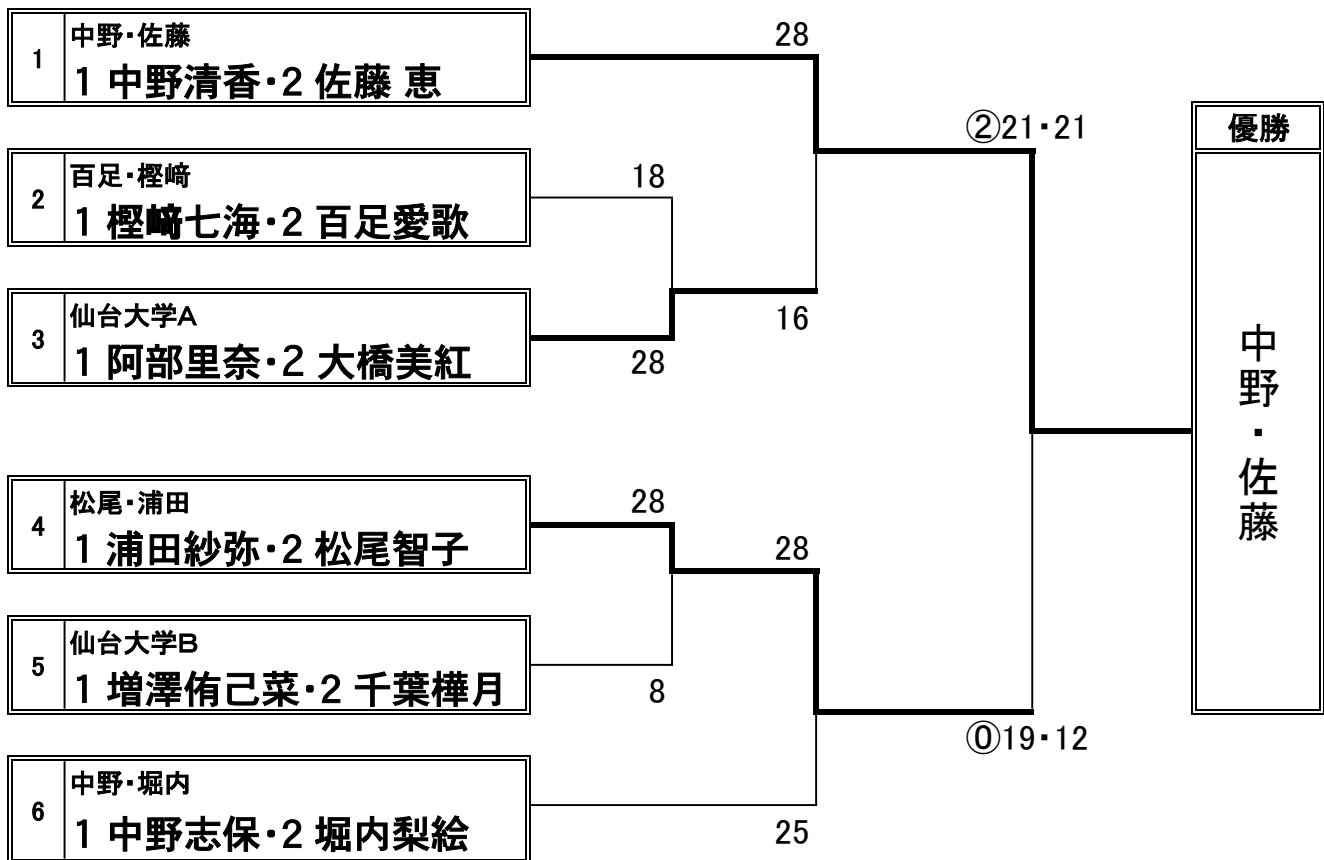 1
中野・佐藤
1 中野清香・2 佐藤 恵
28
②21・21
優勝
2
百足・樫﨑
1 樫﨑七海・2 百足愛歌
18
3
仙台大学A
1 阿部里奈・2 大橋美紅
28
16
中野・佐藤
4
松尾・浦田
1 浦田紗弥・2 松尾智子
28
28
5
仙台大学B
1 増澤侑己菜・2 千葉樺月
8
⓪19・12
6
中野・堀内
1 中野志保・2 堀内梨絵
25